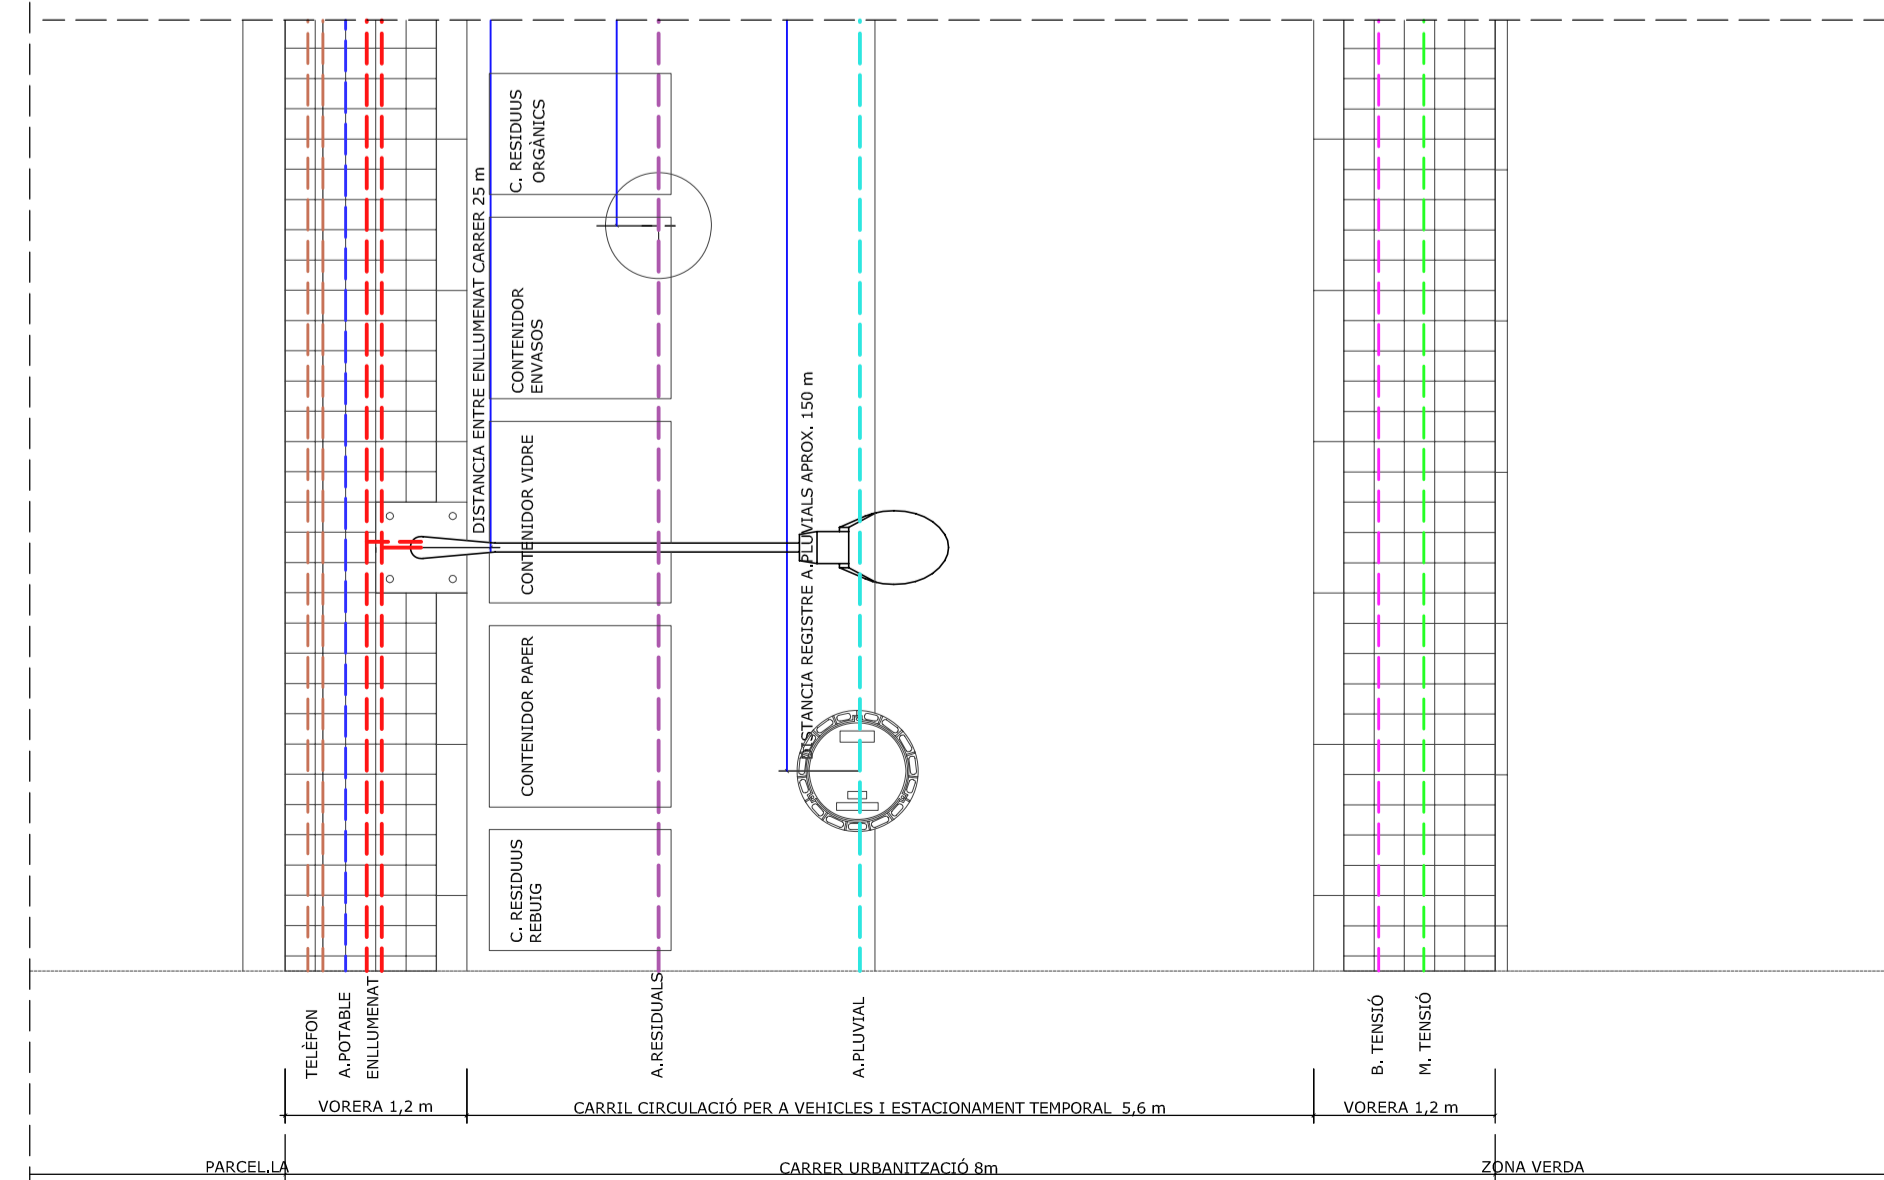 C. RESIDUS
ORGÀNICS
DISTANCIA ENTRE ENLLUMENAT CARRER 25 m
CONTENIDOR
ENVASOS
CONTENIDOR VIDRE
DISTANCIA REGISTRE A.PLUVIALS APROX. 150 m
CONTENIDOR PAPER
C. RESIDUUS
REBUIG
TELÈFON
A.POTABLE
ENLLUMENAT
A.RESIDUALS
A.PLUVIAL
B. TENSIÓ
M. TENSIÓ
VORERA 1,2 m
CARRIL CIRCULACIÓ PER A VEHICLES I ESTACIONAMENT TEMPORAL 5,6 m
VORERA 1,2 m
PARCEL.LA
CARRER URBANITZACIÓ 8m
ZONA VERDA